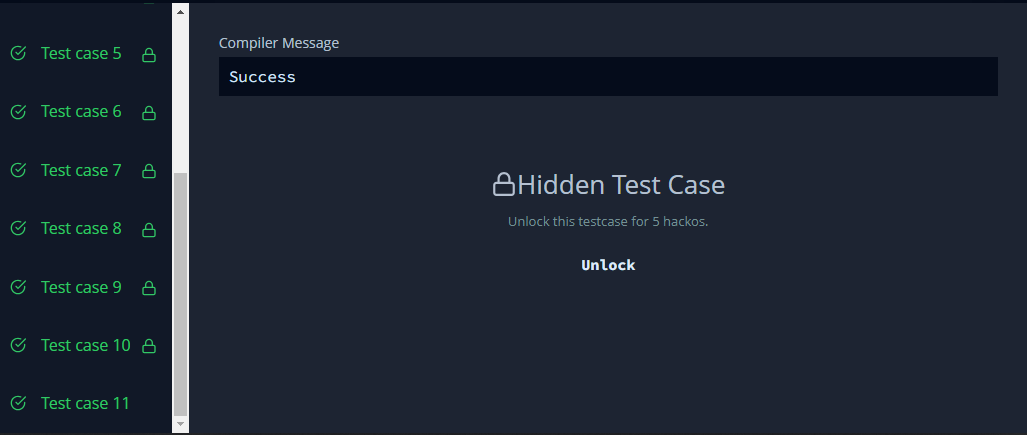 Test case 5
Test case 6
Test case 7
Test case 8
Test case 9
Test case 10
Test case 11
Compiler Message
Success
Hidden Test Case
Unlock this testcase for 5 hackos.
Unlock